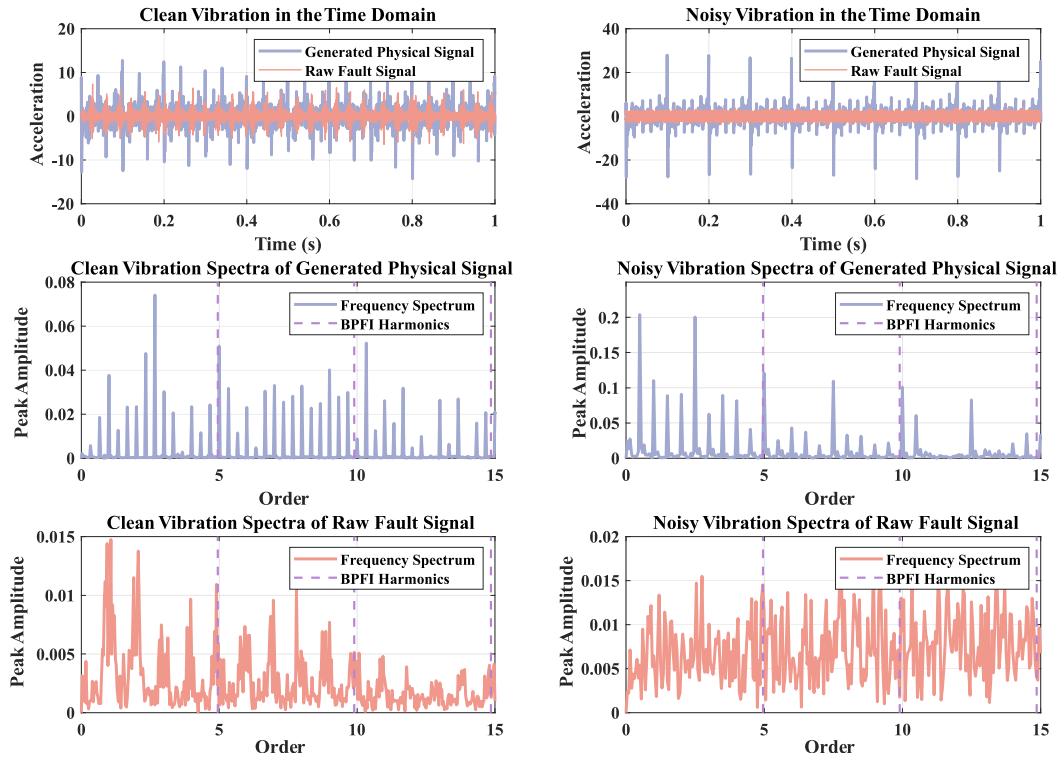 Clean Vibration in the Time Domain
20
10
0
-10
-20
Acceleration
Generated Physical Signal
Raw Fault Signal
0 0.2 0.4 0.6 0.8 1
Time (s)
Noisy Vibration in the Time Domain
40
20
0
-20
-40
Acceleration
Generated Physical Signal
Raw Fault Signal
0 0.2 0.4 0.6 0.8 1
Time (s)
Clean Vibration Spectra of Generated Physical Signal
0.08
0.06
0.04
0.02
0
Peak Amplitude
Frequency Spectrum
BPFI Harmonics
0 5 10 15
Order
Noisy Vibration Spectra of Generated Physical Signal
0.2
0.15
0.1
0.05
0
Peak Amplitude
Frequency Spectrum
BPFI Harmonics
0 5 10 15
Order
Clean Vibration Spectra of Raw Fault Signal
0.015
0.01
0.005
0
Peak Amplitude
Frequency Spectrum
BPFI Harmonics
0 5 10 15
Order
Noisy Vibration Spectra of Raw Fault Signal
0.02
0.015
0.01
0.005
0
Peak Amplitude
Frequency Spectrum
BPFI Harmonics
0 5 10 15
Order